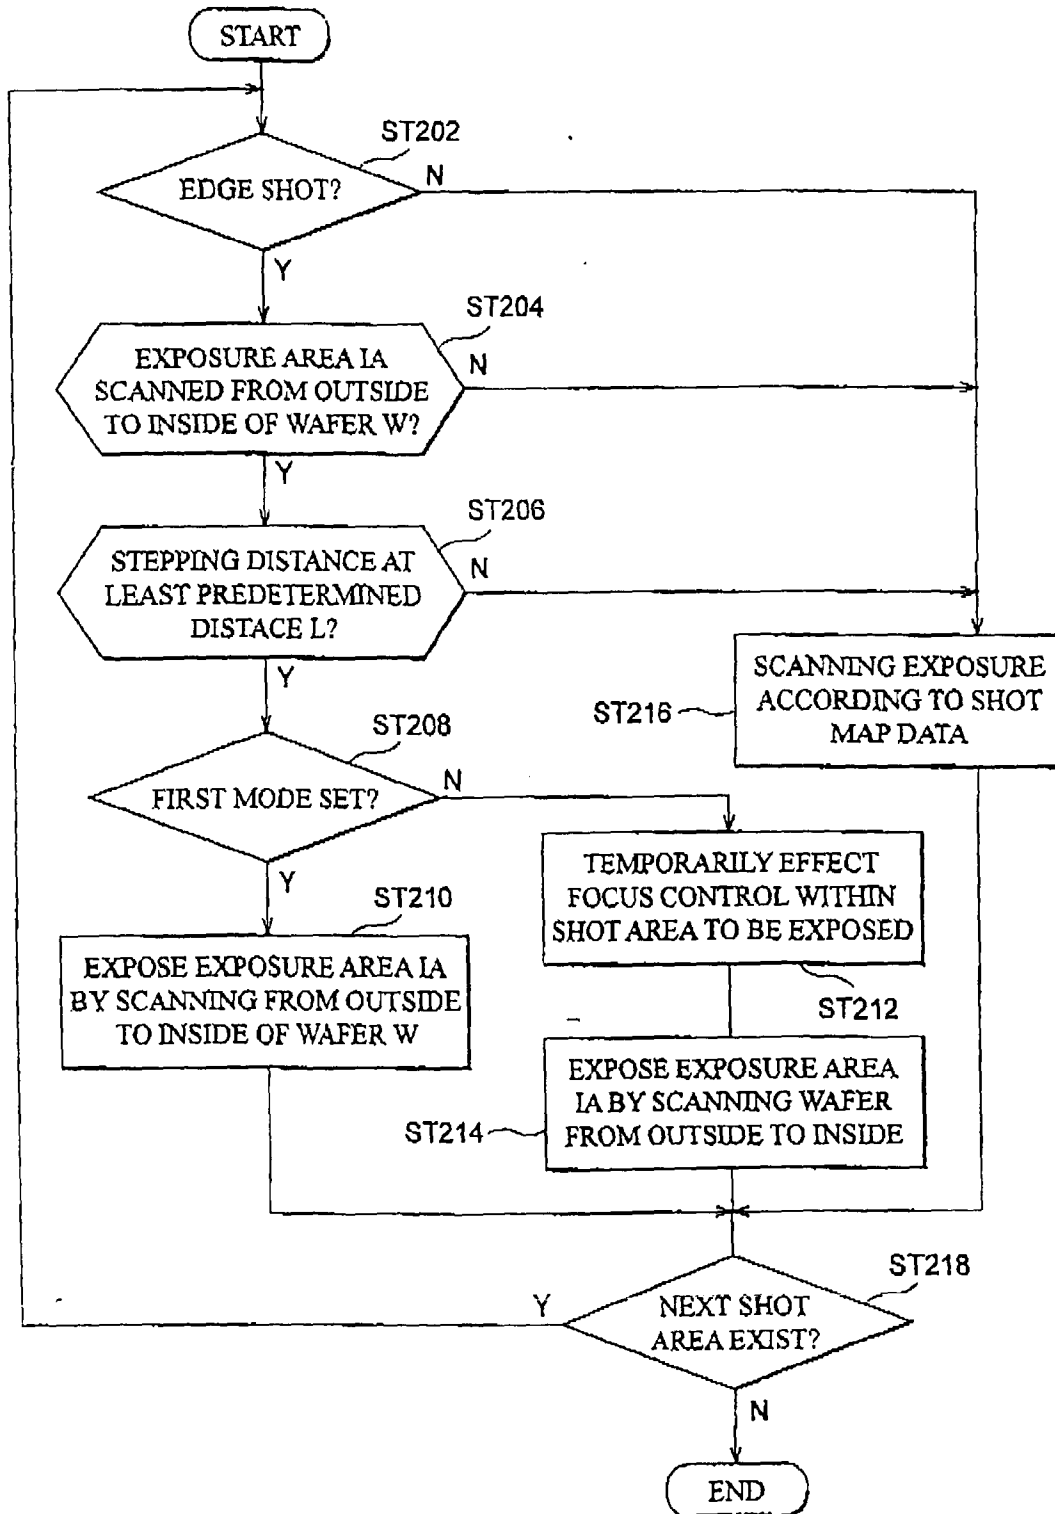 START
ST202
EDGE SHOT?
N
Y
ST204
EXPOSURE AREA IA
SCANNED FROM OUTSIDE
TO INSIDE OF WAFER W?
N
Y
ST206
STEPPING DISTANCE AT
LEAST PREDETERMINED
DISTACE L?
N
Y
SCANNING EXPOSURE
ACCORDING TO SHOT
MAP DATA
ST216
ST208
FIRST MODE SET?
N
Y
TEMPORARILY EFFECT
FOCUS CONTROL WITHIN
SHOT AREA TO BE EXPOSED
ST212
ST210
EXPOSE EXPOSURE AREA IA
BY SCANNING FROM OUTSIDE
TO INSIDE OF WAFER W
EXPOSE EXPOSURE AREA
IA BY SCANNING WAFER
FROM OUTSIDE TO INSIDE
ST214
ST218
NEXT SHOT
AREA EXIST?
Y
N
END